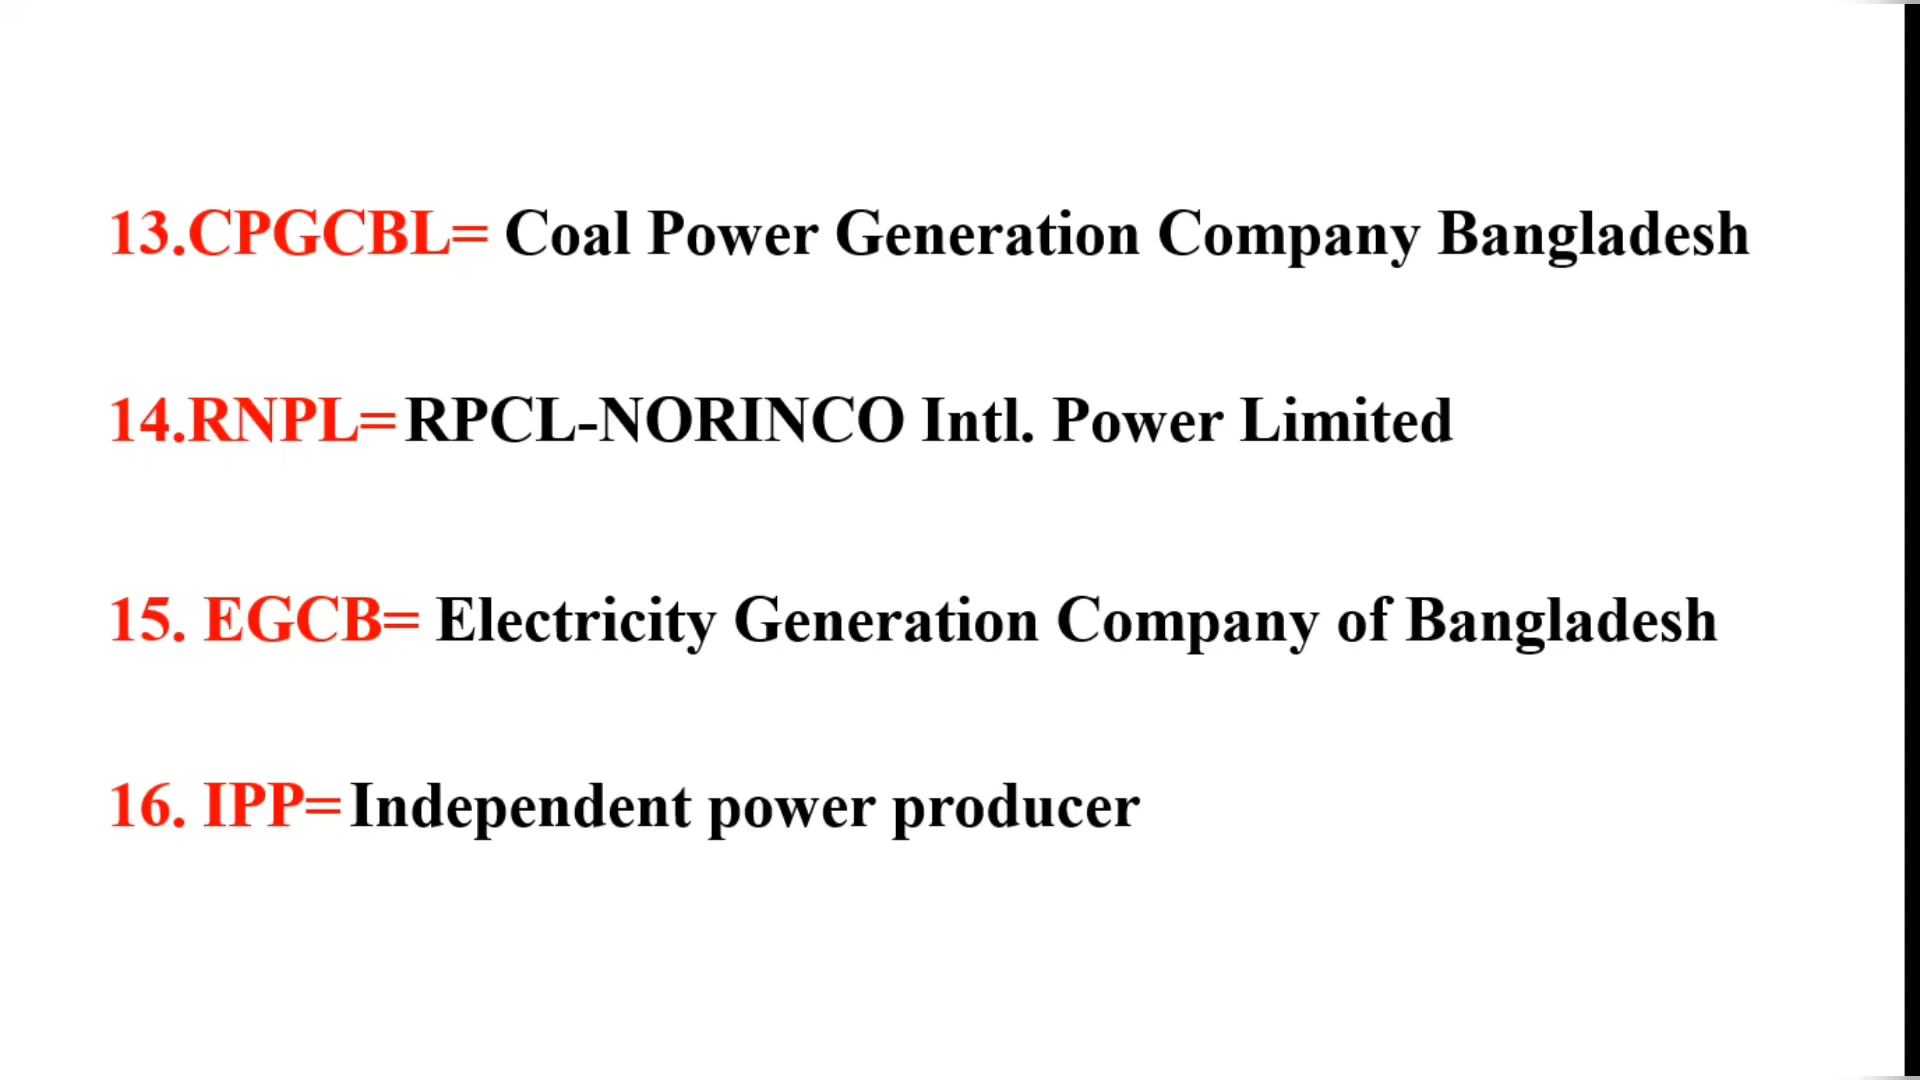 13.CPGCBL= Coal Power Generation Company Bangladesh
14.RNPL=RPCL-NORINCO Intl. Power Limited
15. EGCB= Electricity Generation Company of Bangladesh
16. IPP=Independent power producer